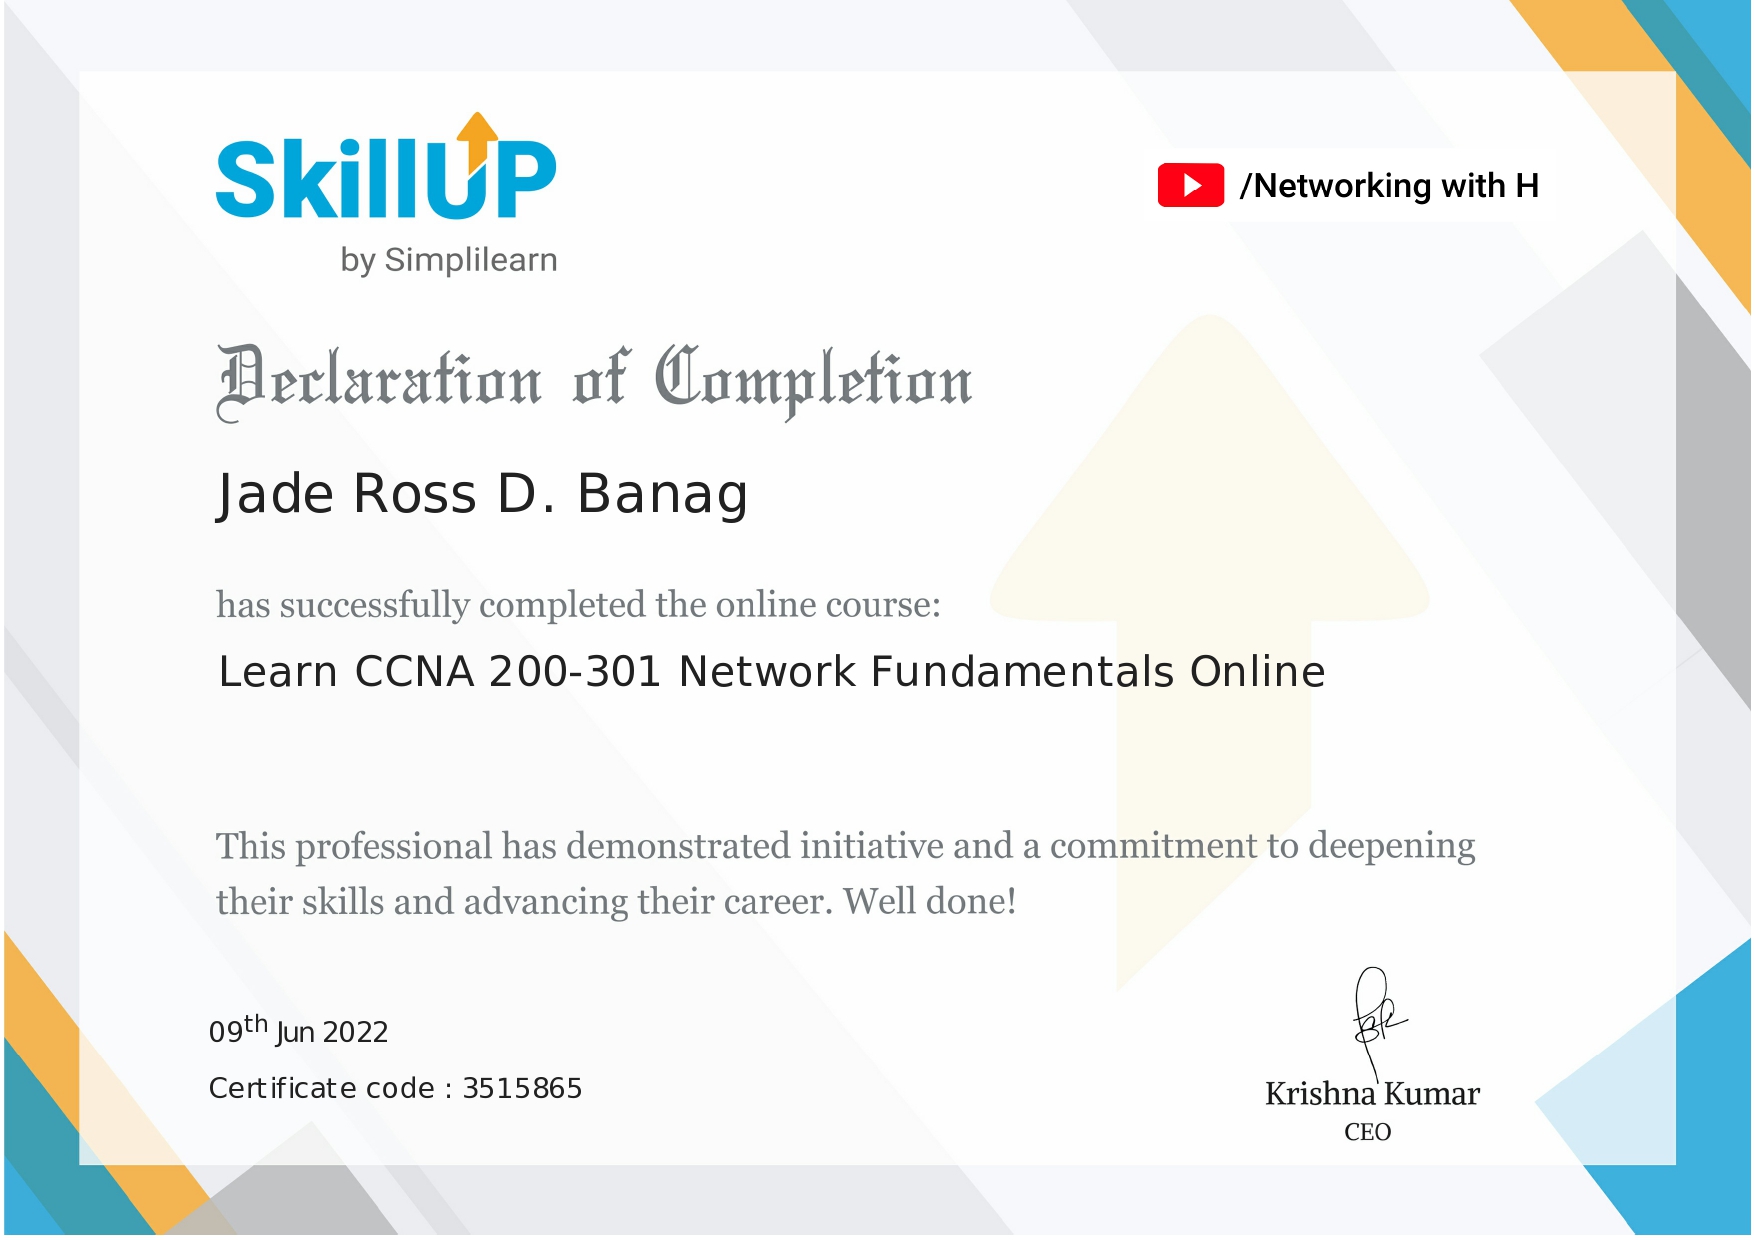 SkillUP
by Simplilearn
/Networking with H
Declaration of Completion
Jade Ross D. Banag
has successfully completed the online course:
Learn CCNA 200-301 Network Fundamentals Online
This professional has demonstrated initiative and a commitment to deepening
their skills and advancing their career. Well done!
09th Jun 2022
Certificate code : 3515865
Krishna Kumar
CEO